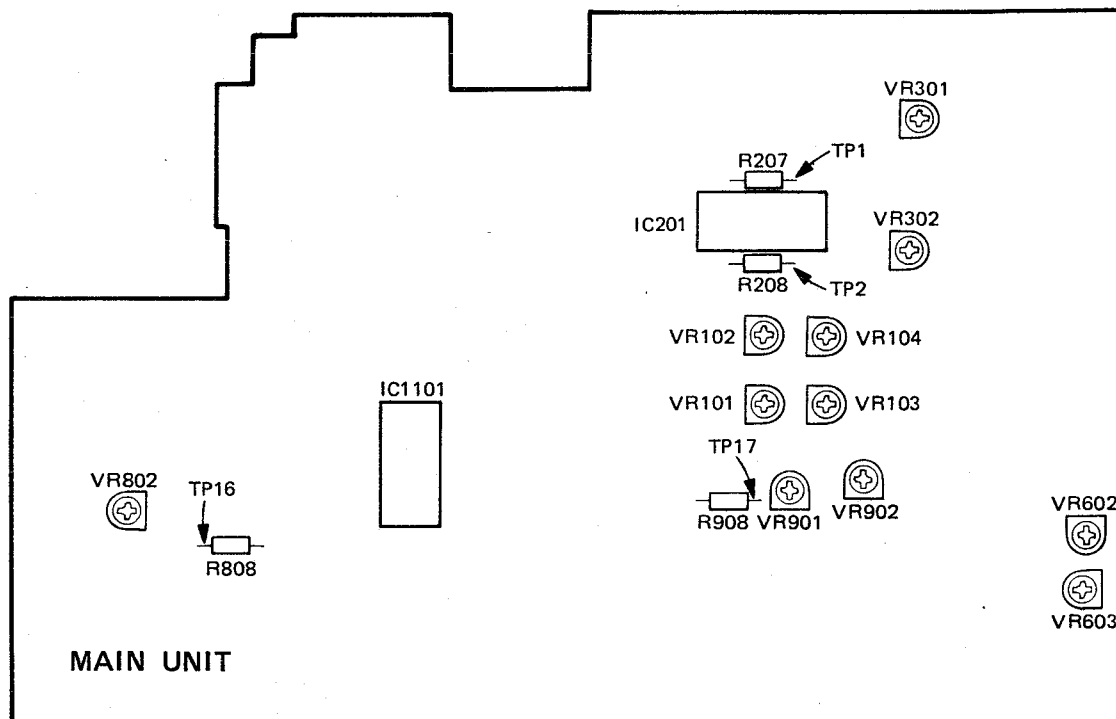 VR301
R207
TP1
IC201
VR302
R208
TP2
VR102
VR104
IC1101
VR101
VR103
TP17
VR802
TP16
R908
VR901
VR902
VR602
R808
VR603
MAIN UNIT